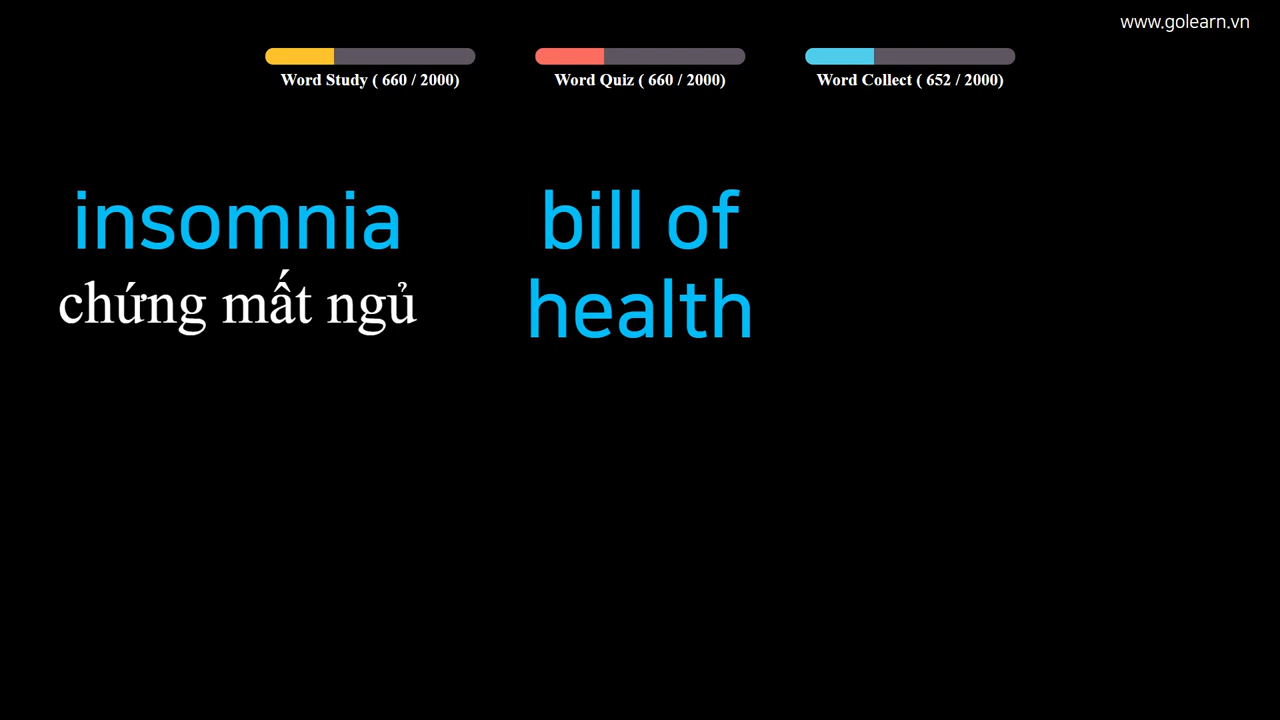 www.golearn.vn
Word Study ( 660 / 2000)
Word Quiz ( 660 / 2000)
Word Collect ( 652 / 2000)
insomnia
chứng mất ngủ
bill of
health